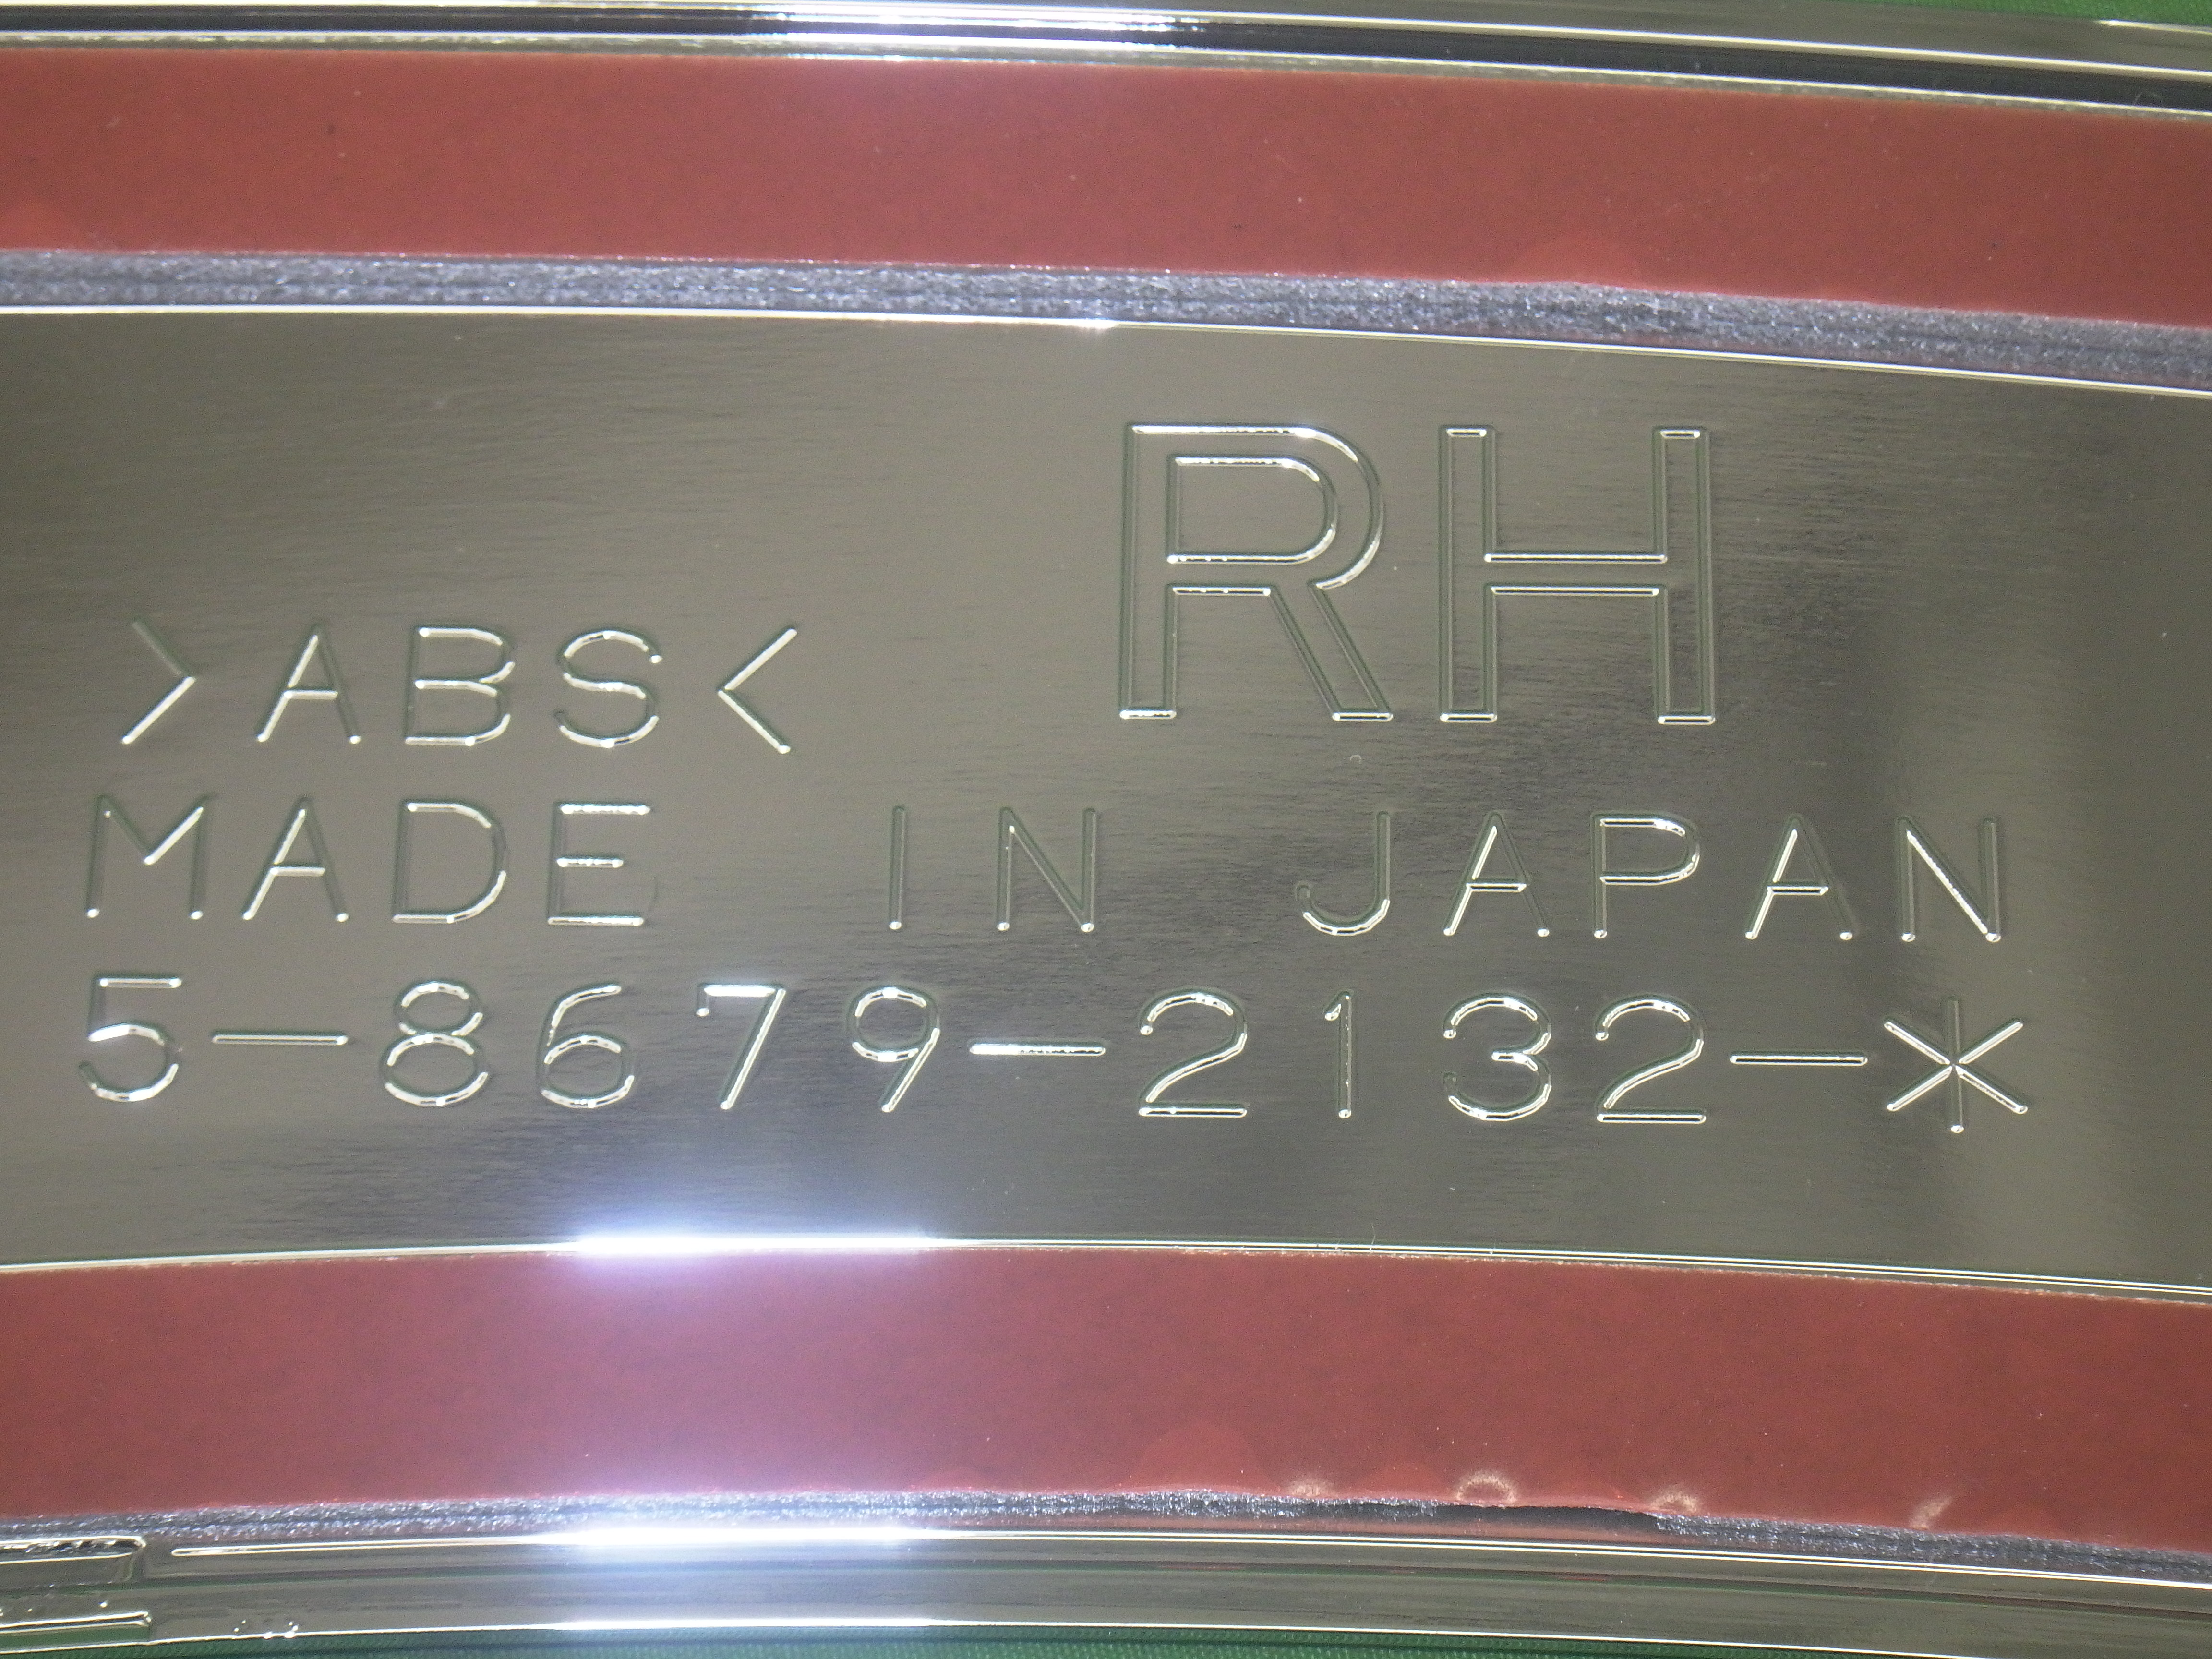 RH
>ABS<
MADE IN JAPAN
5-8679-2132-*